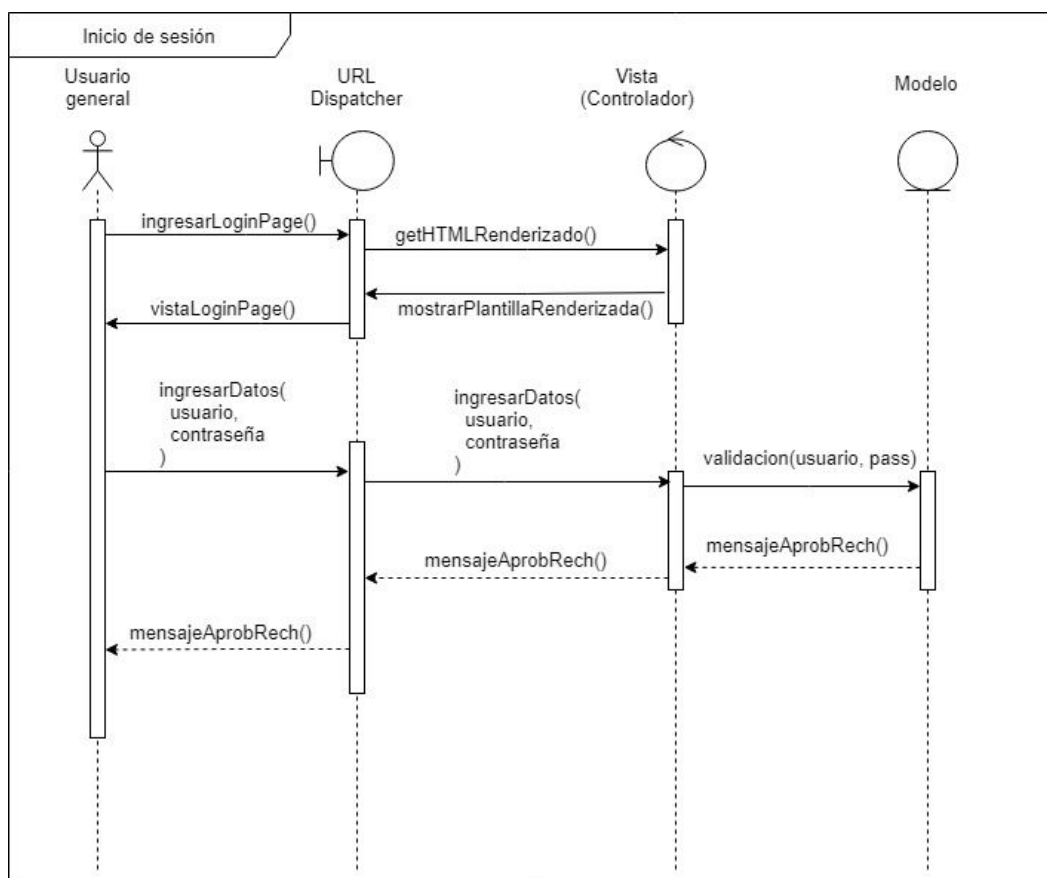 Inicio de sesión
Usuario
general
URL
Dispatcher
Vista
(Controlador)
Modelo
ingresarLoginPage()
getHTMLRenderizado()
mostrarPlantillaRenderizada()
vistaLoginPage()
ingresarDatos(
usuario,
contraseña
)
ingresarDatos(
usuario,
contraseña
)
validacion(usuario, pass)
mensajeAprobRech()
mensajeAprobRech()
mensajeAprobRech()